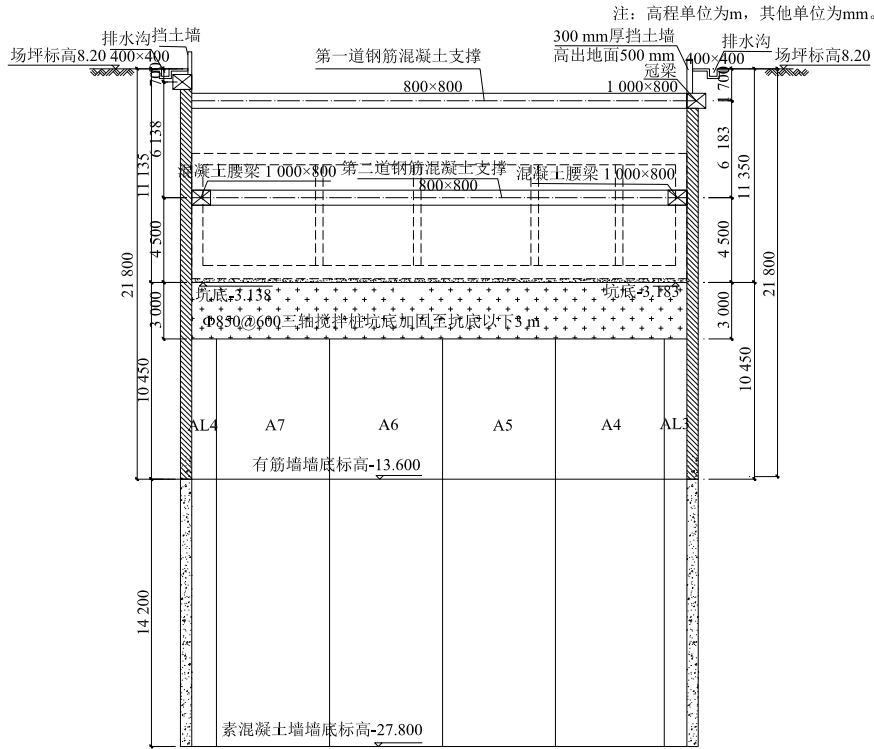 注：高程单位为m，其他单位为mm。
排水沟
挡土墙
场坪标高8.20
400×400
第一道钢筋混凝土支撑
800×800
300 mm厚挡土墙
高出地面500 mm
排水沟
400×400
场坪标高8.20
冠梁
1 000×800
700
1 700
6 138
11 135
6 183
11 350
混凝土腰梁 1 000×800
第二道钢筋混凝土支撑
800×800
混凝土腰梁 1 000×800
4 500
4 500
21 800
21 800
坑底-3.138
坑底-3.183
3 000
Φ850@600三轴搅拌桩坑底加固至坑底以下3 m
3 000
10 450
10 450
AL4
A7
A6
A5
A4
AL3
有筋墙墙底标高-13.600
14 200
素混凝土墙墙底标高-27.800